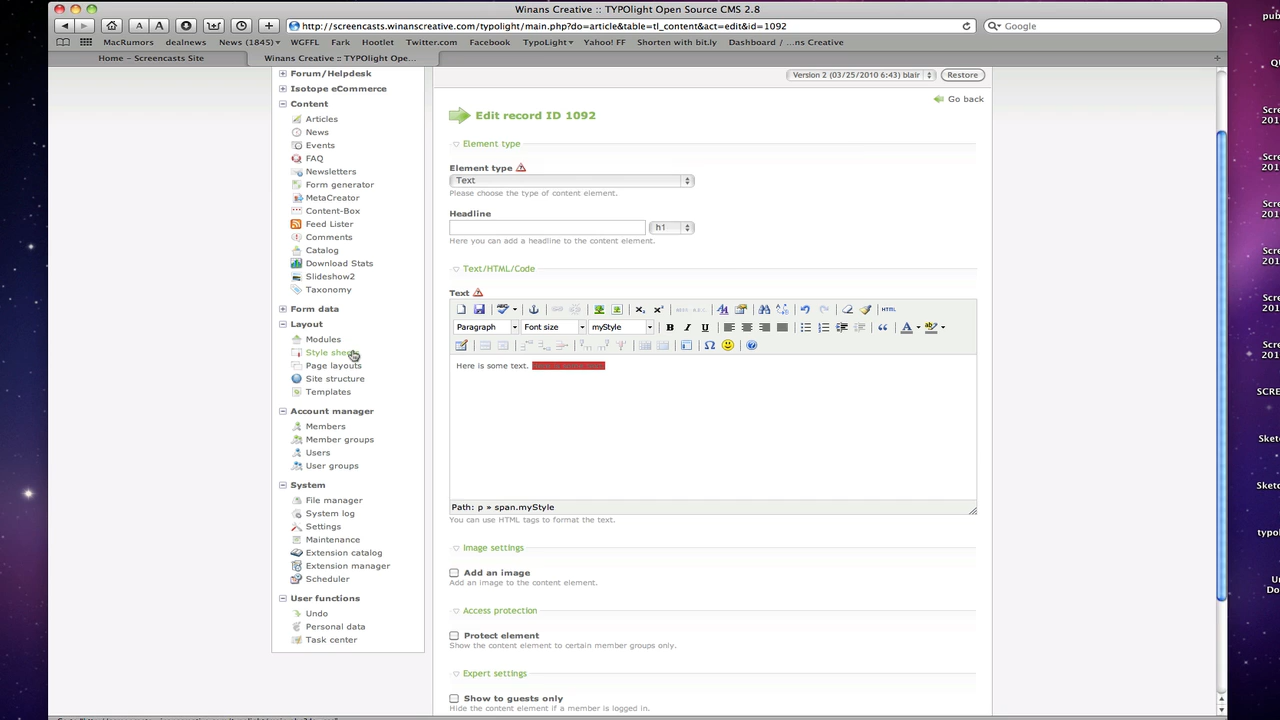 Winans Creative :: TYPOlight Open Source CMS 2.8
A A http://screencasts.winanscreative.com/typolight/main.php?do=article&table=tl_content&act=edit&id=1092 Google
MacRumors dealnews News (1845) WGFFL Fark Hootlet Twitter.com Facebook TypoLight Yahoo! FF Shorten with bit.ly Dashboard / ...ns Creative
Home – Screencasts Site Winans Creative :: TYPOlight Ope...
Forum/Helpdesk
Isotope eCommerce
Content
Articles
News
Events
FAQ
Newsletters
Form generator
MetaCreator
Content-Box
Feed Lister
Comments
Catalog
Download Stats
Slideshow2
Taxonomy
Form data
Layout
Modules
Style she
Page layouts
Site structure
Templates
Account manager
Members
Member groups
Users
User groups
System
File manager
System log
Settings
Maintenance
Extension catalog
Extension manager
Scheduler
User functions
Undo
Personal data
Task center
Version 2 (03/25/2010 6:43) blair Restore
Go back
Edit record ID 1092
Element type
Element type
Text
Please choose the type of content element.
Headline
h1
Here you can add a headline to the content element.
Text/HTML/Code
Text
HTML
Paragraph Font size myStyle B I U
Here is some text.
Path: p » span.myStyle
You can use HTML tags to format the text.
Image settings
Add an image
Add an image to the content element.
Access protection
Protect element
Show the content element to certain member groups only.
Expert settings
Show to guests only
Hide the content element if a member is logged in.